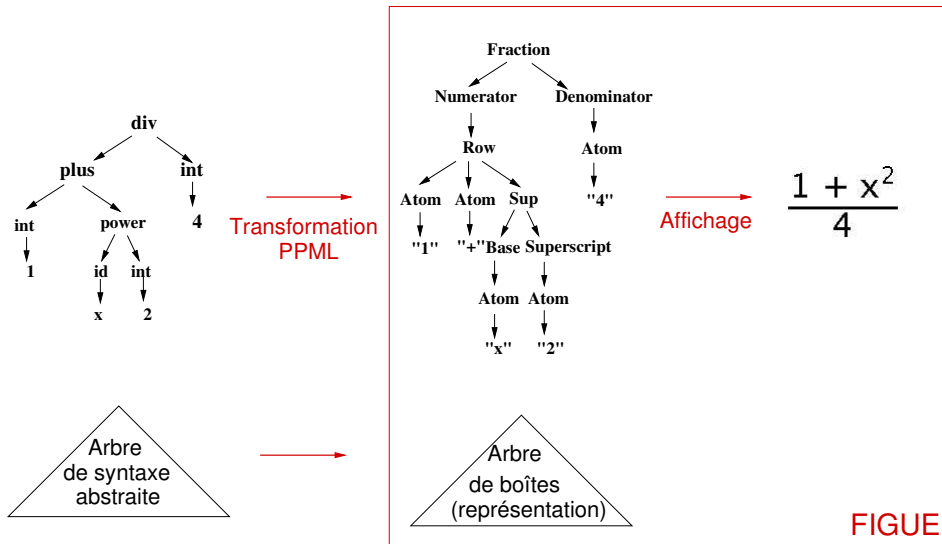 div
plus int
int power 4
1 id int
x 2
Transformation
PPML
Fraction
Numerator Denominator
Row Atom
Atom Atom Sup "4"
"1" "+" Base Superscript
Atom Atom
"x" "2"
Affichage
1 + x²
4
Arbre
de syntaxe
abstraite
Arbre
de boîtes
(représentation)
FIGUE